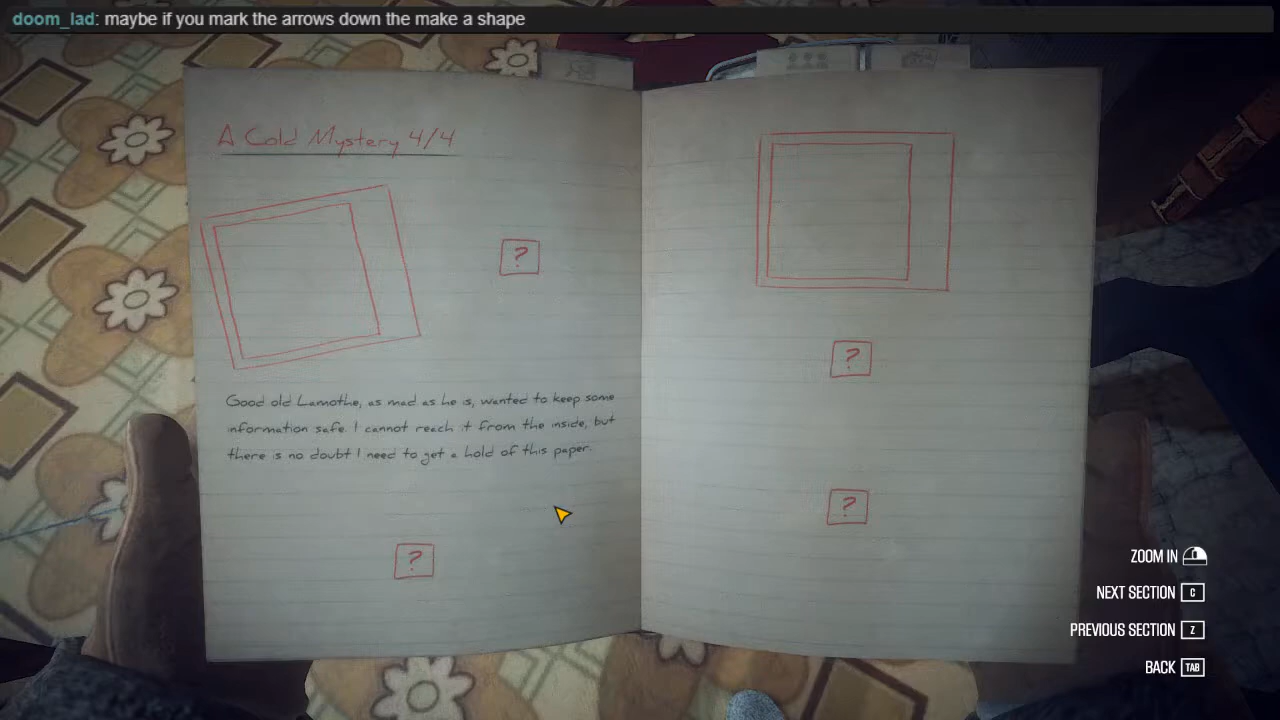 doom_lad: maybe if you mark the arrows down the make a shape
A Cold Mystery 4/4
?
Good old Lamothe, as mad as he is, wanted to keep some
information safe. I cannot reach it from the inside, but
there is no doubt I need to get a hold of this paper.
?
?
?
ZOOM IN
NEXT SECTION C
PREVIOUS SECTION Z
BACK TAB